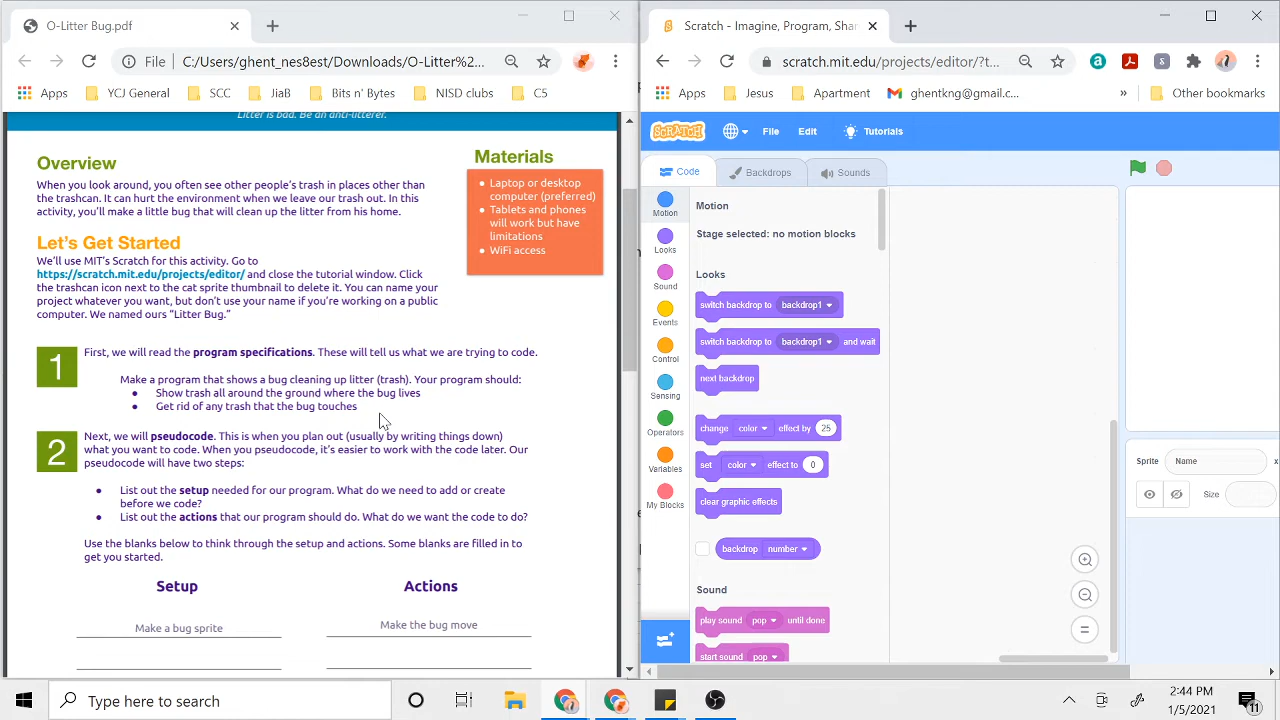 O-Litter Bug.pdf
File
C:/Users/ghent_nes8est/Downloads/O-Litter%2...
Apps
YCJ General
SCC
JiaB
Bits n' Bytes
NISD clubs
C5
Litter is bad. Be an anti-litterer.
Overview
When you look around, you often see other people's trash in places other than
the trashcan. It can hurt the environment when we leave our trash out. In this
activity, you'll make a little bug that will clean up the litter from his home.
Materials
Laptop or desktop
computer (preferred)
Tablets and phones
will work but have
limitations
WiFi access
Let's Get Started
We'll use MIT's Scratch for this activity. Go to
https://scratch.mit.edu/projects/editor/ and close the tutorial window. Click
the trashcan icon next to the cat sprite thumbnail to delete it. You can name your
project whatever you want, but don't use your name if you're working on a public
computer. We named ours "Litter Bug."
1
First, we will read the program specifications. These will tell us what we are trying to code.
Make a program that shows a bug cleaning up litter (trash). Your program should:
Show trash all around the ground where the bug lives
Get rid of any trash that the bug touches
2
Next, we will pseudocode. This is when you plan out (usually by writing things down)
what you want to code. When you pseudocode, it's easier to work with the code later. Our
pseudocode will have two steps:
List out the setup needed for our program. What do we need to add or create
before we code?
List out the actions that our program should do. What do we want the code to do?
Use the blanks below to think through the setup and actions. Some blanks are filled in to
get you started.
Setup
Actions
Make a bug sprite
Make the bug move
Scratch - Imagine, Program, Shar
scratch.mit.edu/projects/editor/?t...
Apps
Jesus
Apartment
ghentkng@gmail.c...
»
Other bookmarks
SCRATCH
File
Edit
Tutorials
Code
Backdrops
Sounds
Motion
Looks
Sound
Events
Control
Sensing
Operators
Variables
My Blocks
Motion
Stage selected: no motion blocks
Looks
switch backdrop to backdrop1
switch backdrop to backdrop1 and wait
next backdrop
change color effect by 25
set color effect to 0
clear graphic effects
backdrop number
Sound
play sound pop until done
start sound pop
Sprite
Name
x
Size
Type here to search
2:44 PM
1/5/2021
11